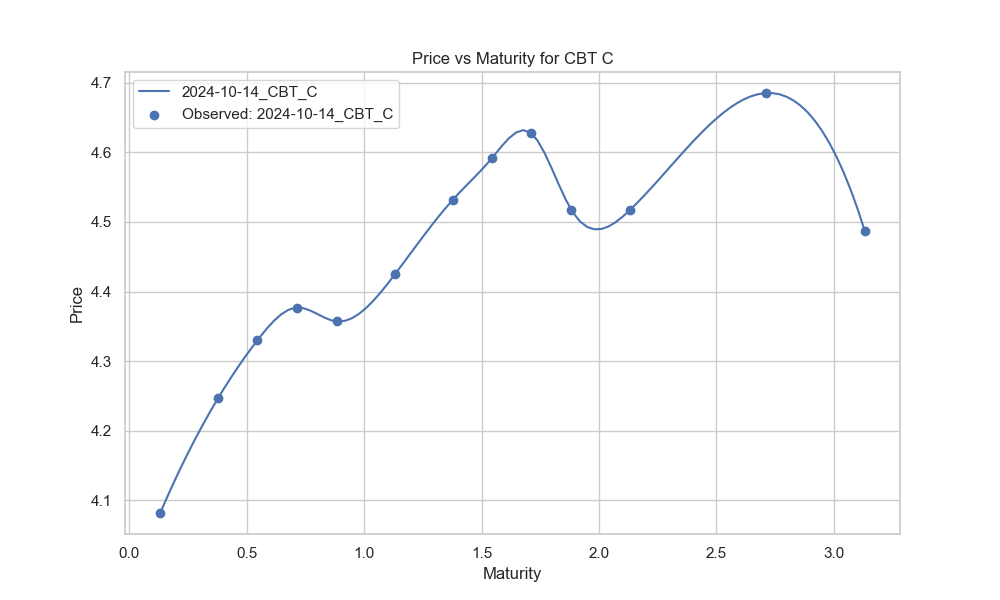 Price vs Maturity for CBT C
2024-10-14_CBT_C
Observed: 2024-10-14_CBT_C
4.7
4.6
4.5
4.4
4.3
4.2
4.1
Price
0.0 0.5 1.0 1.5 2.0 2.5 3.0
Maturity